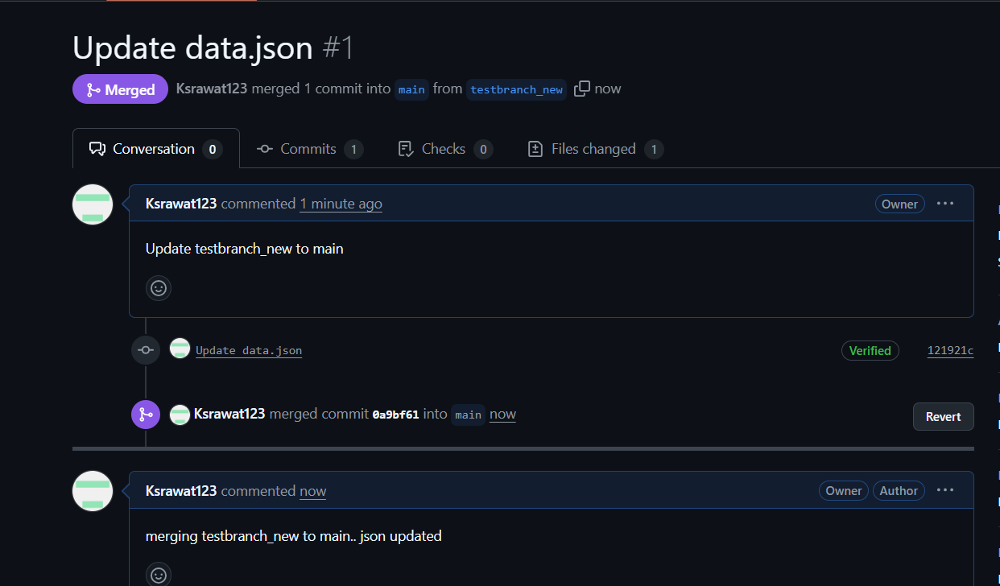 Update data.json #1
Merged Ksrawat123 merged 1 commit into main from testbranch_new now
Conversation 0 Commits 1 Checks 0 Files changed 1
Ksrawat123 commented 1 minute ago Owner
Update testbranch_new to main
Update data.json Verified 121921c
Ksrawat123 merged commit 0a9bf61 into main now Revert
Ksrawat123 commented now Owner Author
merging testbranch_new to main.. json updated